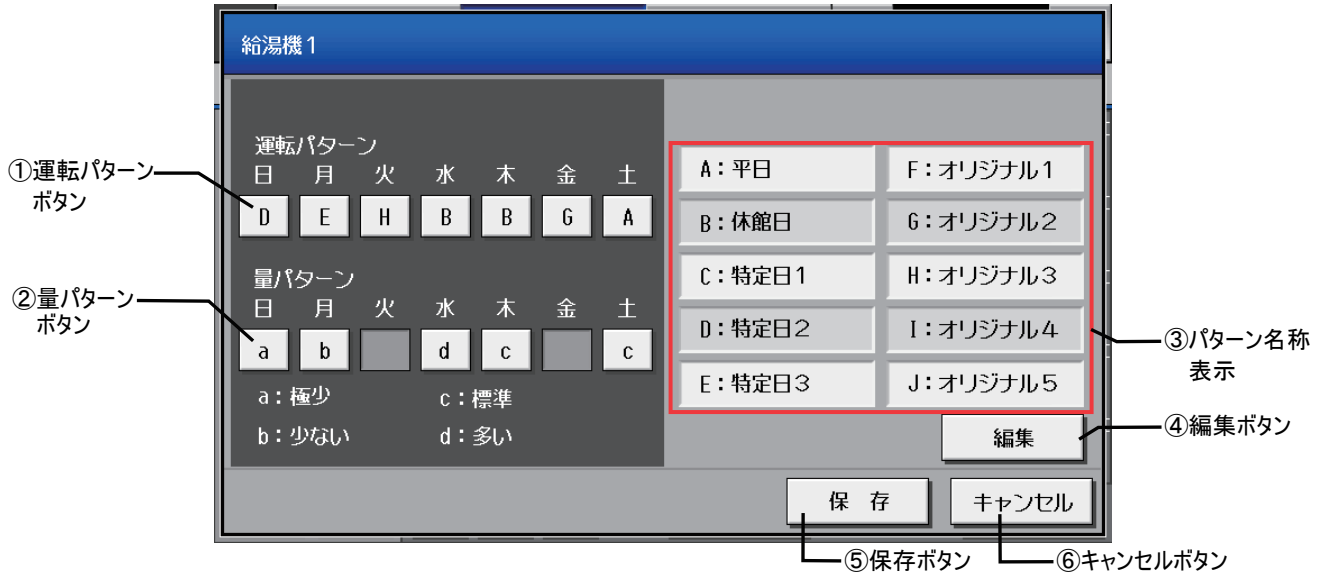 給湯機1
運転パターン
日 月 火 水 木 金 土
D E H B B G A
量パターン
日 月 火 水 木 金 土
a b d c c
a：極少 c：標準
b：少ない d：多い
A：平日 F：オリジナル1
B：休館日 G：オリジナル2
C：特定日1 H：オリジナル3
D：特定日2 I：オリジナル4
E：特定日3 J：オリジナル5
編集
保 存 キャンセル
①運転パターン
ボタン
②量パターン
ボタン
③パターン名称
表示
④編集ボタン
⑤保存ボタン
⑥キャンセルボタン